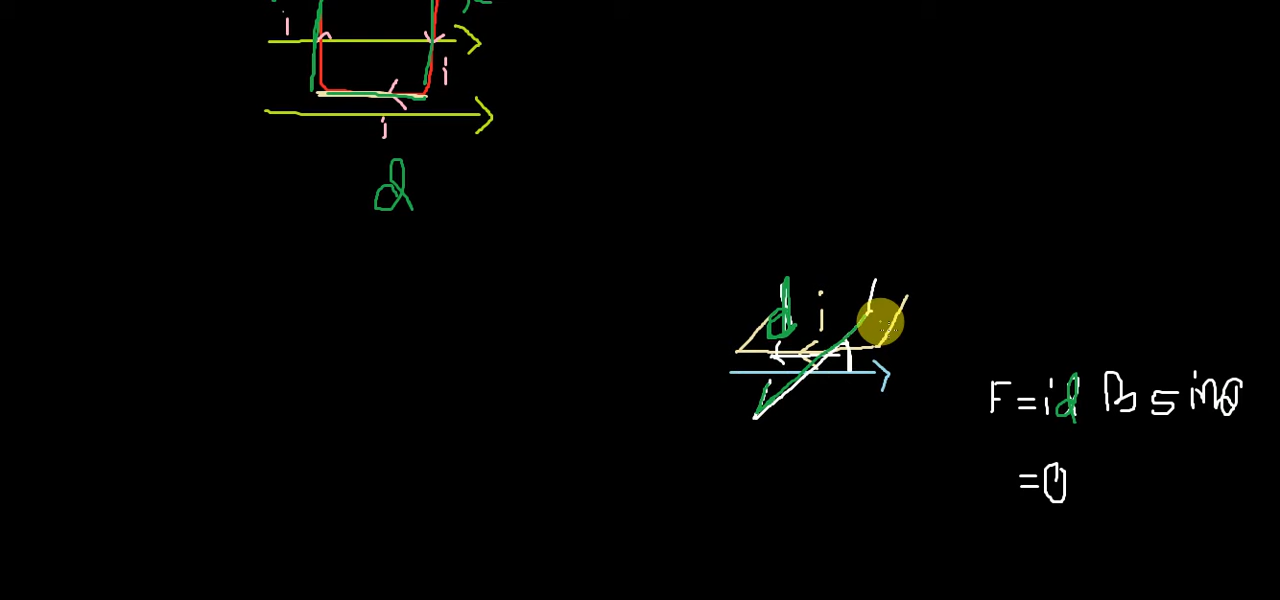 i
i
i
d
d i
i
F = i d B sin θ
= 0